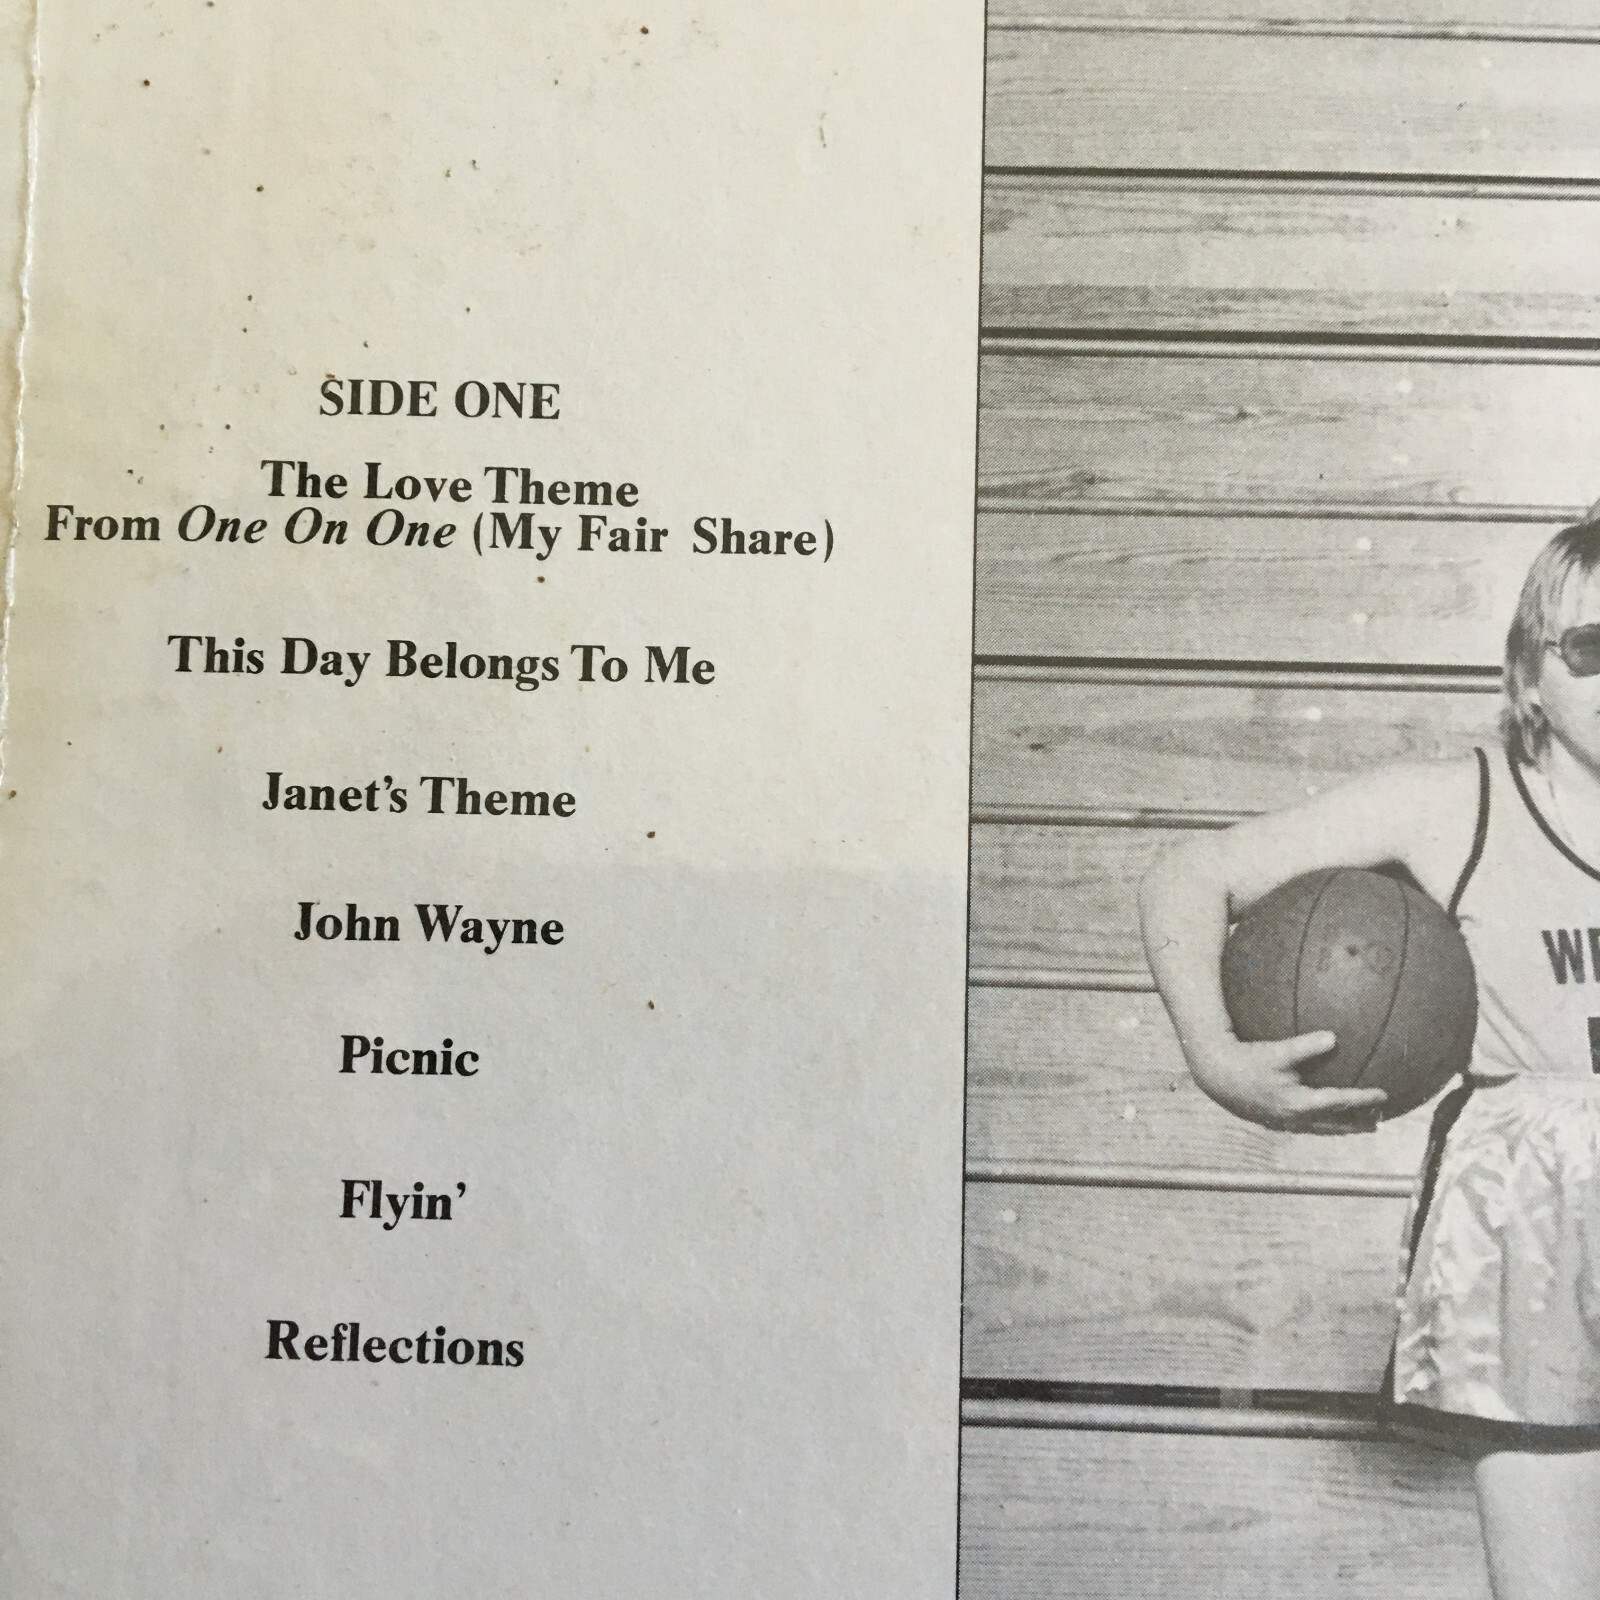 SIDE ONE
The Love Theme
From One On One (My Fair Share)
This Day Belongs To Me
Janet's Theme
John Wayne
Picnic
Flyin'
Reflections